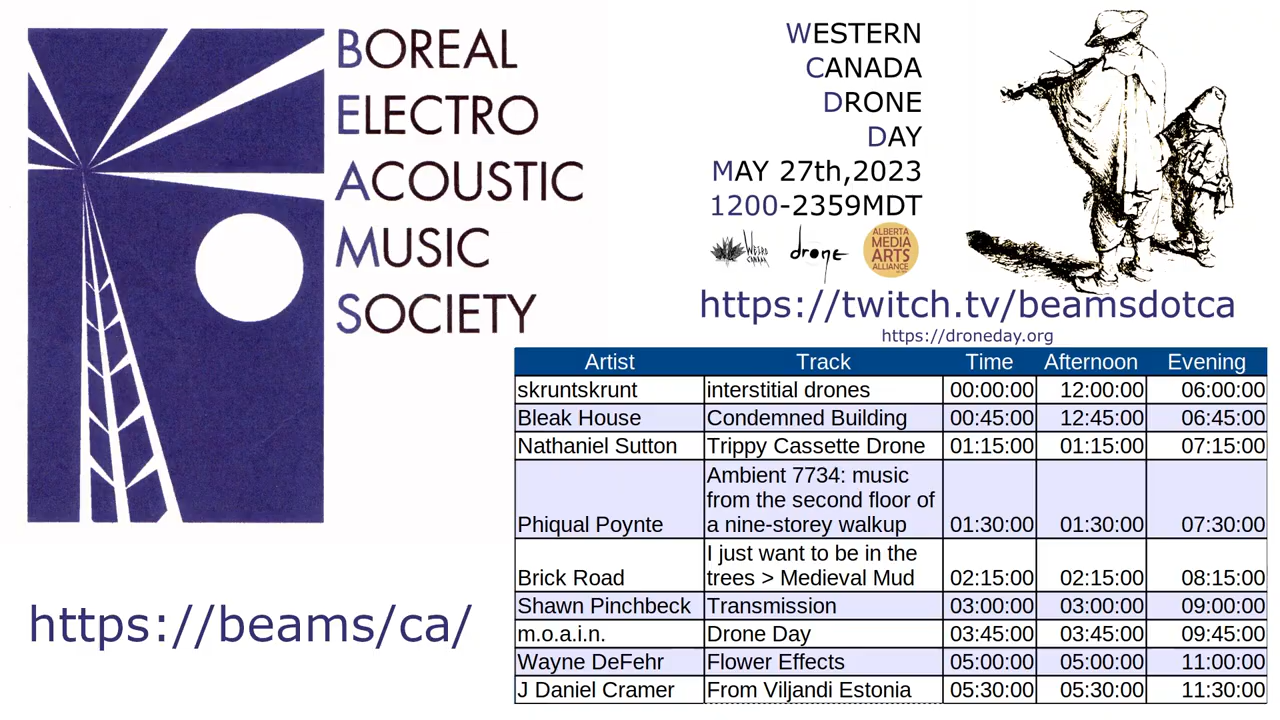 BOREAL
ELECTRO
ACOUSTIC
MUSIC
SOCIETY
WESTERN
CANADA
DRONE
DAY
MAY 27th,2023
1200-2359MDT
WEIRD
CANADA
drone
ALBERTA
MEDIA
ARTS
ALLIANCE
https://twitch.tv/beamsdotca
https://droneday.org
Artist Track Time Afternoon Evening
skruntskrunt interstitial drones 00:00:00 12:00:00 06:00:00
Bleak House Condemned Building 00:45:00 12:45:00 06:45:00
Nathaniel Sutton Trippy Cassette Drone 01:15:00 01:15:00 07:15:00
Ambient 7734: music
from the second floor of
Phiqual Poynte a nine-storey walkup 01:30:00 01:30:00 07:30:00
I just want to be in the
Brick Road trees > Medieval Mud 02:15:00 02:15:00 08:15:00
Shawn Pinchbeck Transmission 03:00:00 03:00:00 09:00:00
m.o.a.i.n. Drone Day 03:45:00 03:45:00 09:45:00
Wayne DeFehr Flower Effects 05:00:00 05:00:00 11:00:00
J Daniel Cramer From Viljandi Estonia 05:30:00 05:30:00 11:30:00
https://beams/ca/